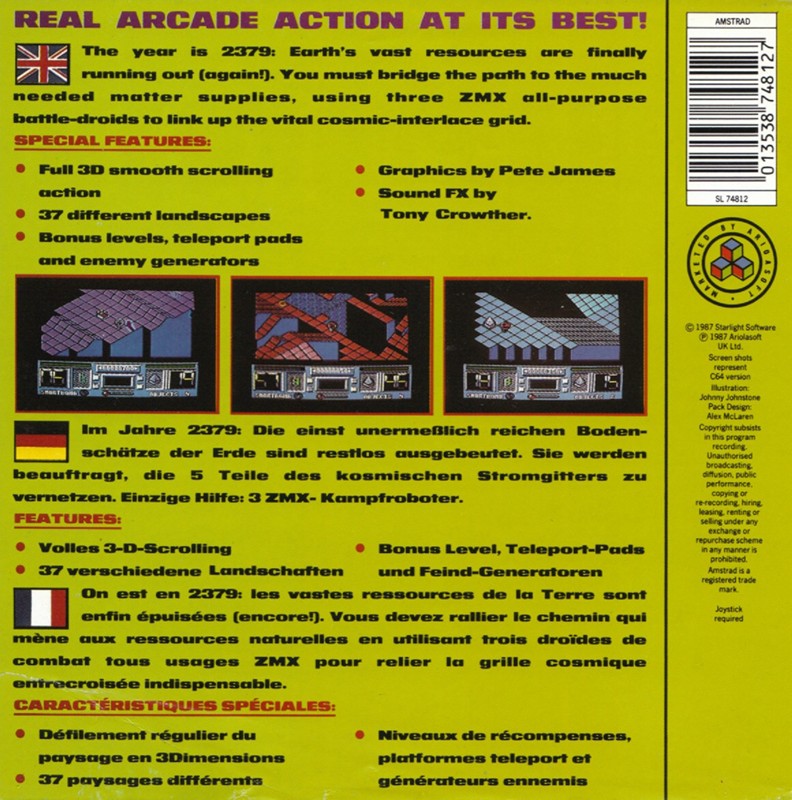 REAL ARCADE ACTION AT ITS BEST!
The year is 2379: Earth's vast resources are finally
running out (again!). You must bridge the path to the much
needed matter supplies, using three ZMX all-purpose
battle-droids to link up the vital cosmic-interlace grid.
SPECIAL FEATURES:
• Full 3D smooth scrolling
action
• 37 different landscapes
• Bonus levels, teleport pads
and enemy generators
• Graphics by Pete James
• Sound FX by
Tony Crowther.
Im Jahre 2379: Die einst unermeßlich reichen Boden-
schätze der Erde sind restlos ausgebeutet. Sie werden
beauftragt, die 5 Teile des kosmischen Stromgitters zu
vernetzen. Einzige Hilfe: 3 ZMX- Kampfroboter.
FEATURES:
• Volles 3-D-Scrolling
• 37 verschiedene Landschaften
• Bonus Level, Teleport-Pads
und Feind-Generatoren
On est en 2379: les vastes ressources de la Terre sont
enfin épuisées (encore!). Vous devez rallier le chemin qui
mène aux ressources naturelles en utilisant trois droïdes de
combat tous usages ZMX pour relier la grille cosmique
entrecroisée indispensable.
CARACTÉRISTIQUES SPÉCIALES:
• Défilement régulier du
paysage en 3Dimensions
• 37 paysages différents
• Niveaux de récompenses,
platformes teleport et
générateurs ennemis
AMSTRAD
013538 748127
SL 74812
MARKETED BY ARIOLASOFT
© 1987 Starlight Software
Ⓟ 1987 Ariolasoft
UK Ltd.
Screen shots
represent
C64 version
Illustration:
Johnny Johnstone
Pack Design:
Alex McLaren
Copyright subsists
in this program
recording.
Unauthorised
broadcasting,
diffusion, public
performance,
copying or
re-recording, hiring,
leasing, renting or
selling under any
exchange or
repurchase scheme
in any manner is
prohibited.
Amstrad is a
registered trade
mark.
Joystick
required